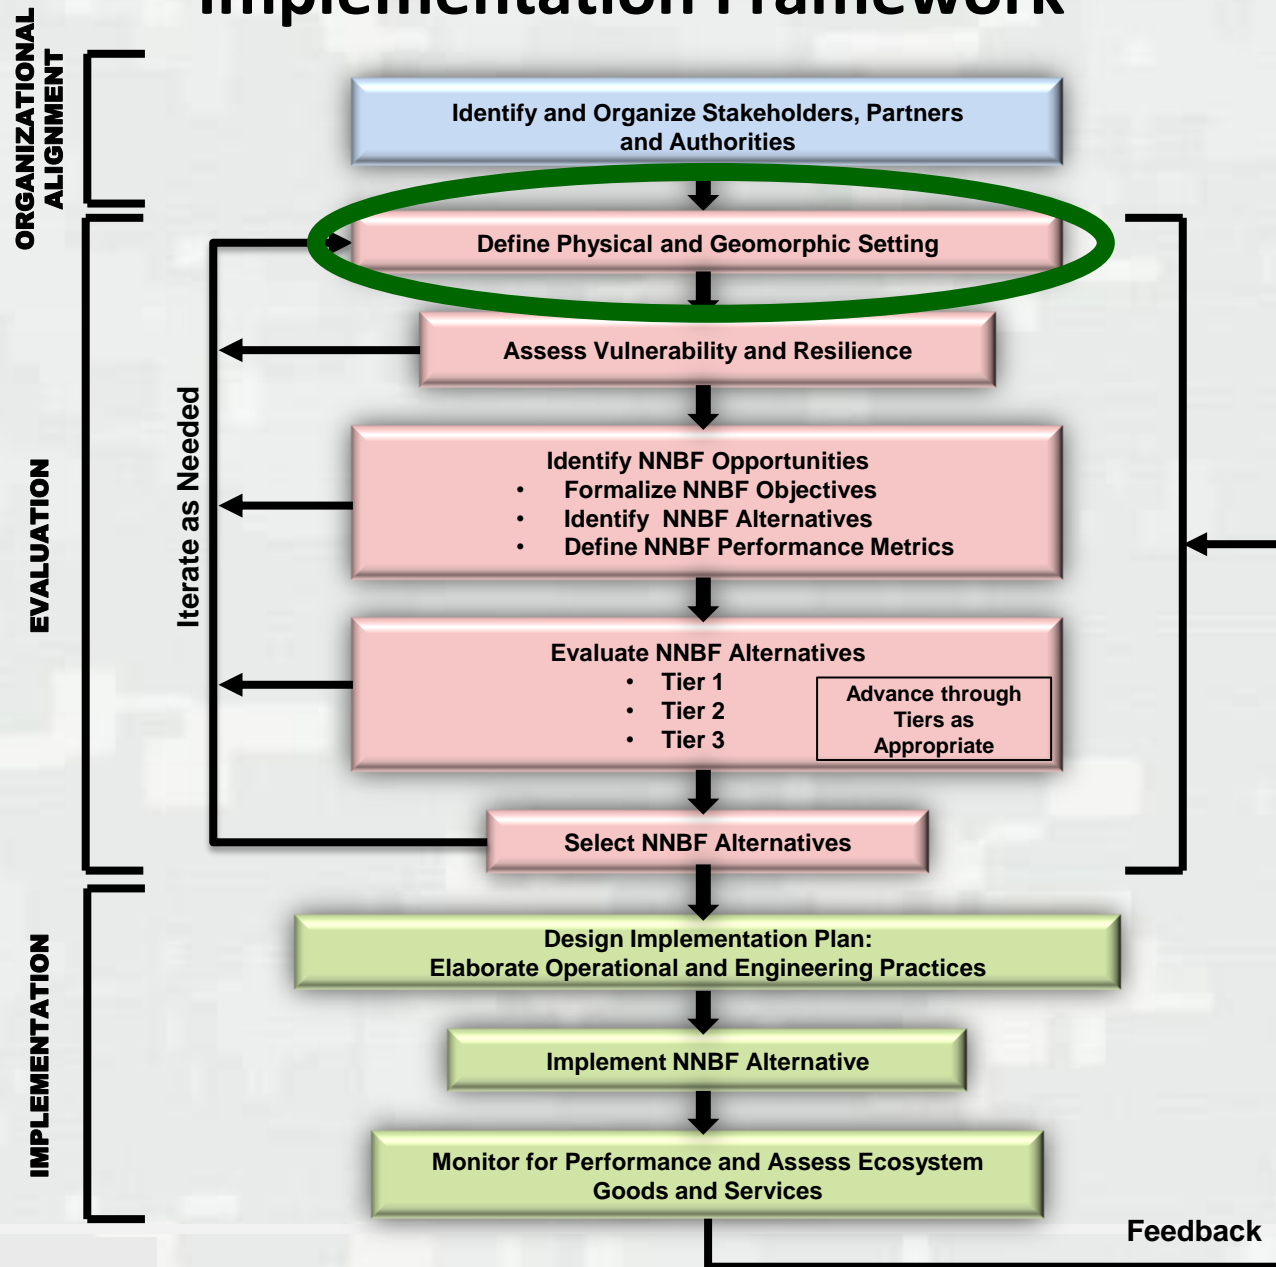 Implementation Framework
ORGANIZATIONAL
ALIGNMENT
Identify and Organize Stakeholders, Partners
and Authorities
Define Physical and Geomorphic Setting
Assess Vulnerability and Resilience
EVALUATION
Iterate as Needed
Identify NNBF Opportunities
• Formalize NNBF Objectives
• Identify NNBF Alternatives
• Define NNBF Performance Metrics
Evaluate NNBF Alternatives
• Tier 1
• Tier 2
• Tier 3
Advance through
Tiers as
Appropriate
Select NNBF Alternatives
IMPLEMENTATION
Design Implementation Plan:
Elaborate Operational and Engineering Practices
Implement NNBF Alternative
Monitor for Performance and Assess Ecosystem
Goods and Services
Feedback